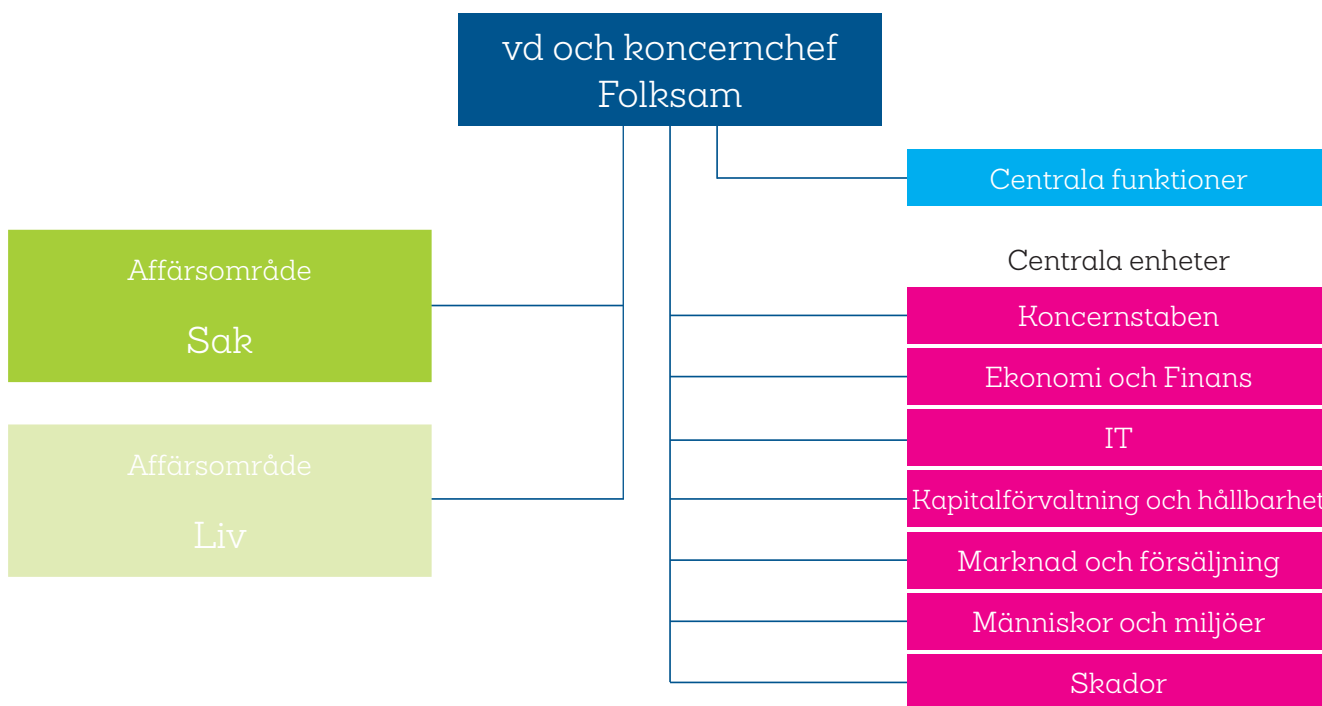 vd och koncernchef
Folksam
Centrala funktioner
Affärsområde
Sak
Affärsområde
Liv
Centrala enheter
Koncernstaben
Ekonomi och Finans
IT
Kapitalförvaltning och hållbarhet
Marknad och försäljning
Människor och miljöer
Skador